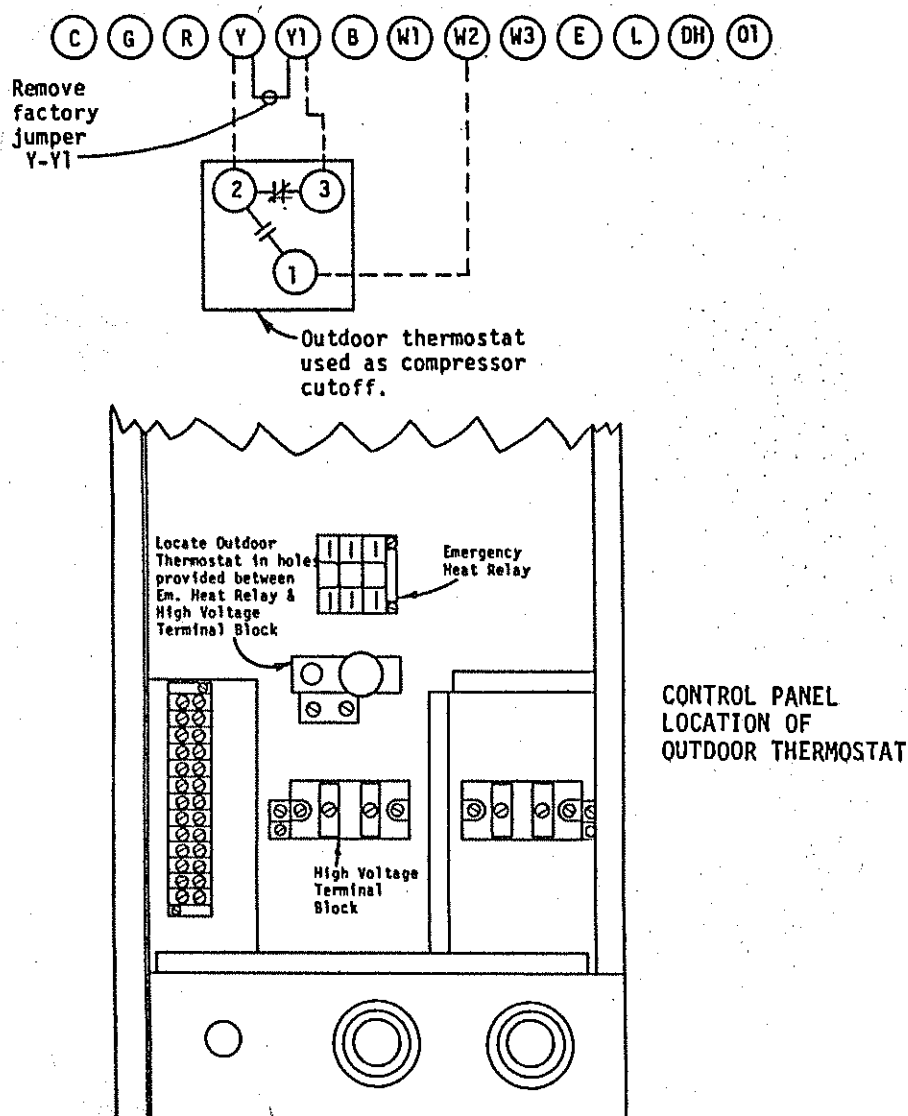 C G R Y Y1 B W1 W2 W3 E L DH O1
Remove
factory
jumper
Y-Y1
2 3
1
Outdoor thermostat
used as compressor
cutoff.
Locate Outdoor
Thermostat in hole
provided between
Em. Heat Relay &
High Voltage
Terminal Block
Emergency
Heat Relay
CONTROL PANEL
LOCATION OF
OUTDOOR THERMOSTAT
High Voltage
Terminal
Block